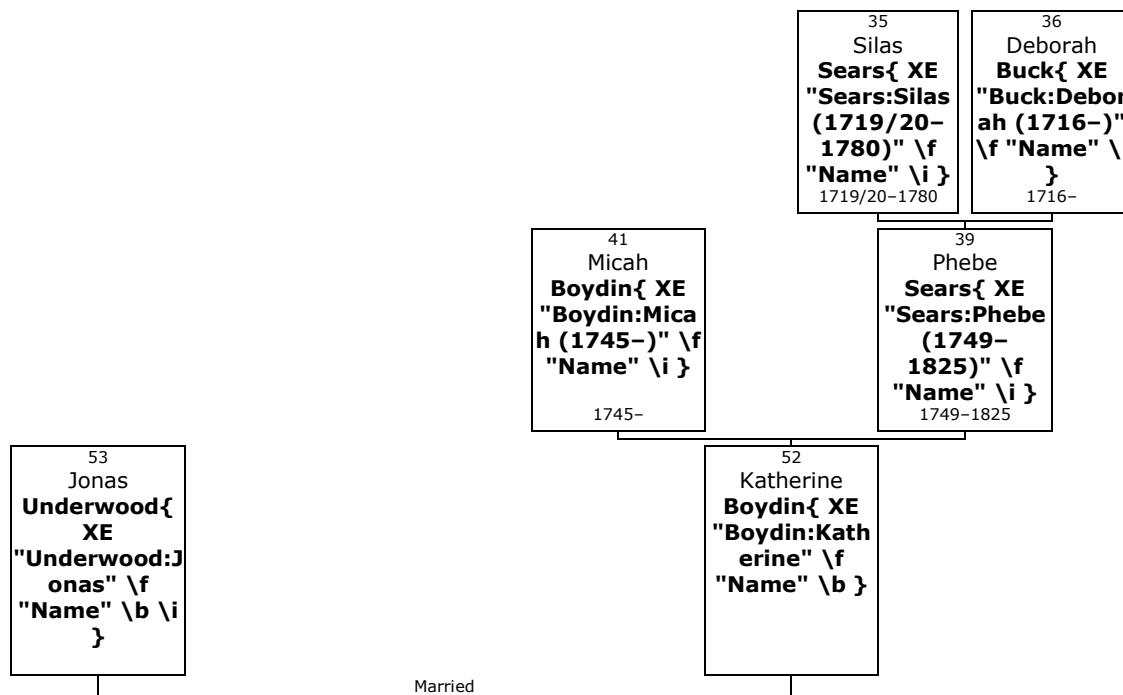 35
Silas
Sears{ XE
"Sears:Silas
(1719/20–
1780)" \f
"Name" \i }
1719/20–1780
36
Deborah
Buck{ XE
"Buck:Debor
ah (1716–)"
\f "Name" \
}
1716–
41
Micah
Boydin{ XE
"Boydin:Mica
h (1745–)" \f
"Name" \i }
1745–
39
Phebe
Sears{ XE
"Sears:Phebe
(1749–
1825)" \f
"Name" \i }
1749–1825
53
Jonas
Underwood{
XE
"Underwood:J
onas" \f
"Name" \b \i
}
52
Katherine
Boydin{ XE
"Boydin:Kath
erine" \f
"Name" \b }
Married